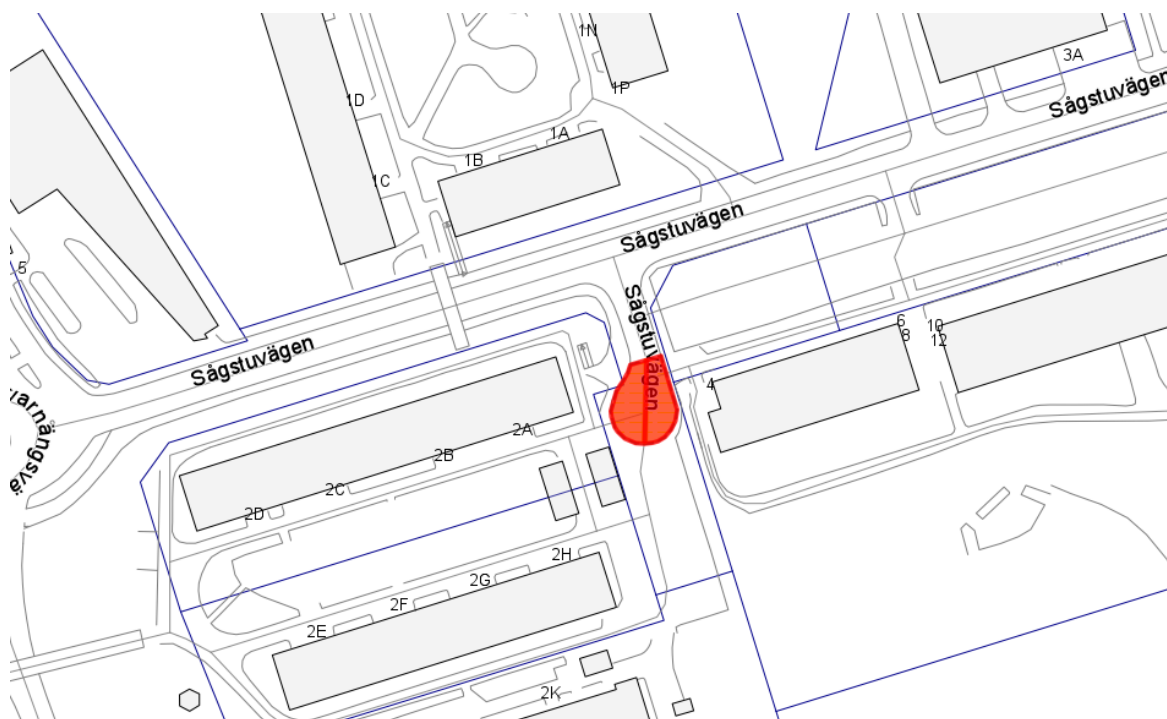 1N
3A
1P
Sågstuvägen
1D
1A
1B
1C
Sågstuvägen
5
Sågstuvägen
6
10
8
12
Sågstuvägen
4
varnängsvä
2A
2B
2C
2D
2H
2G
2F
2E
2K